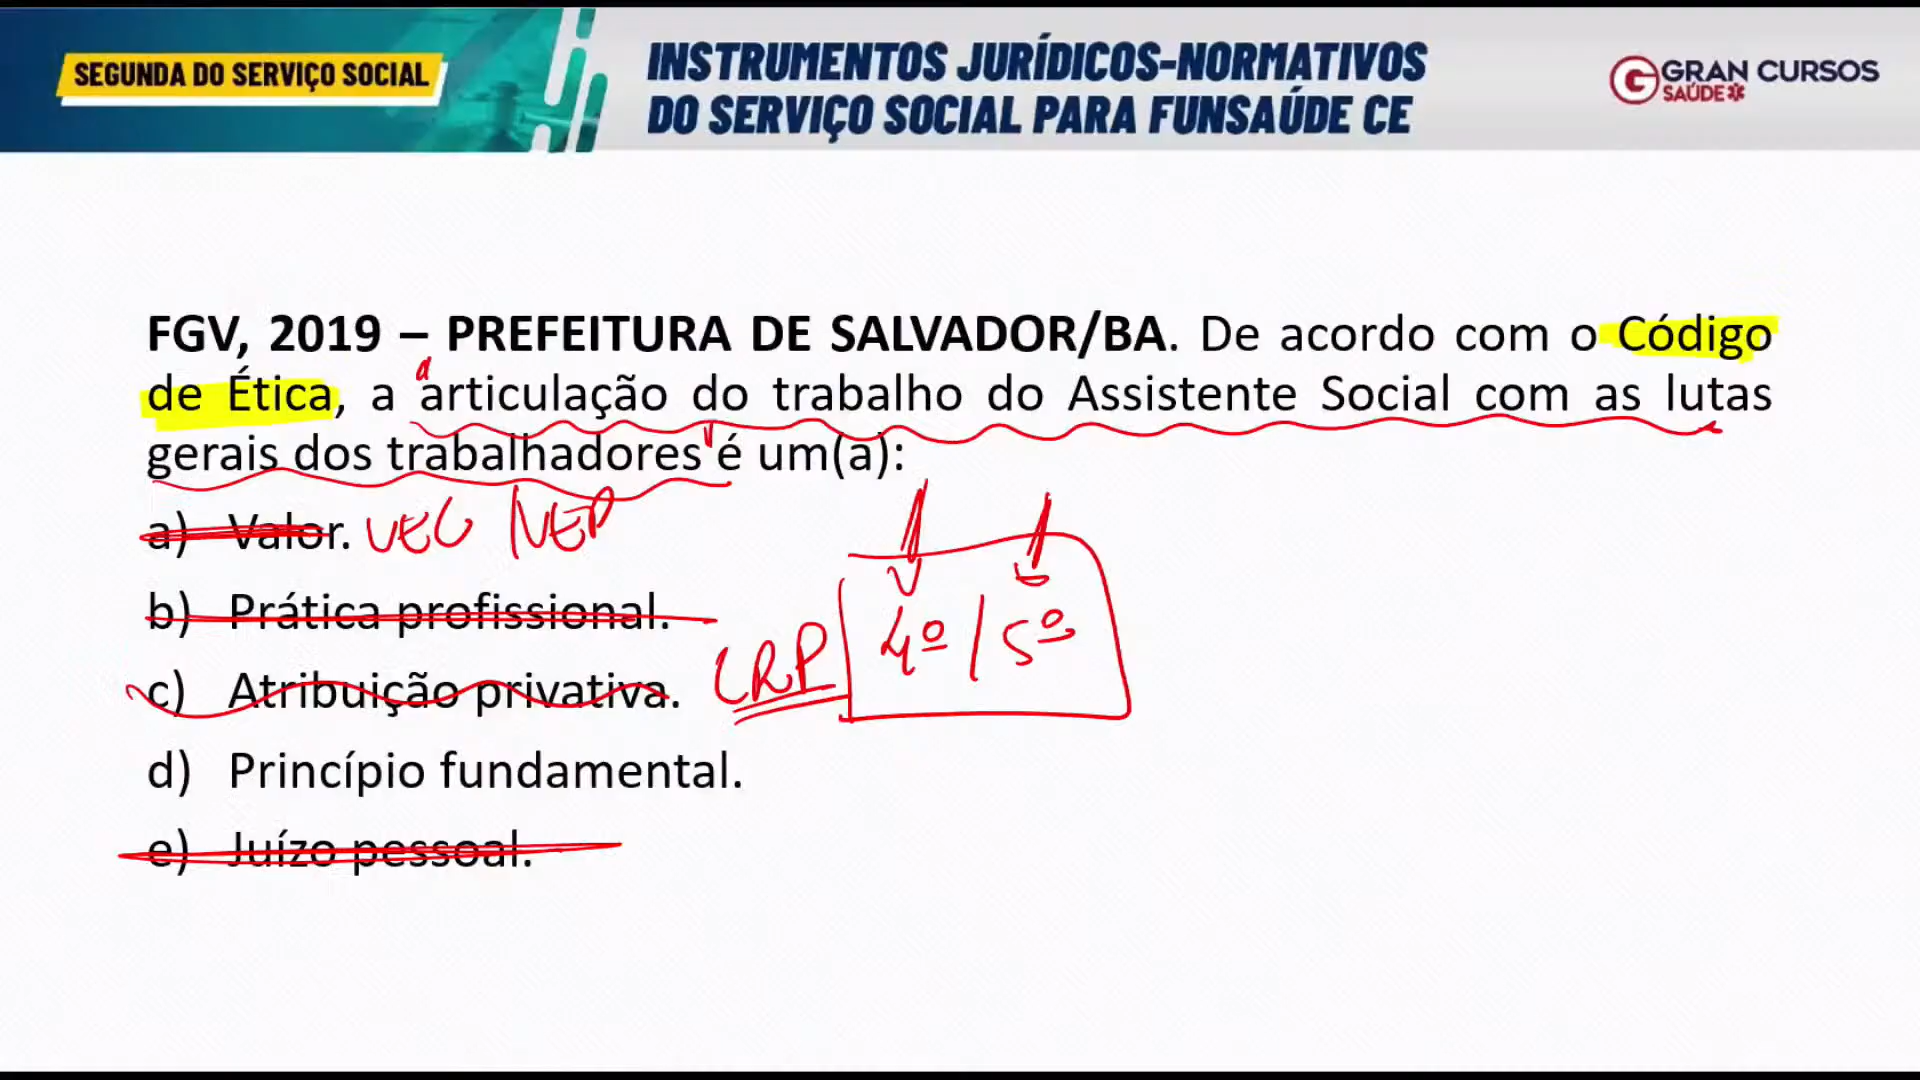 SEGUNDA DO SERVIÇO SOCIAL
INSTRUMENTOS JURÍDICOS-NORMATIVOS
DO SERVIÇO SOCIAL PARA FUNSAÚDE CE
GRAN CURSOS
SAÚDE
FGV, 2019 – PREFEITURA DE SALVADOR/BA. De acordo com o Código
de Ética, a articulação do trabalho do Assistente Social com as lutas
gerais dos trabalhadores é um(a):
a) Valor.
b) Prática profissional.
c) Atribuição privativa.
CRP 4º / 5º
d) Princípio fundamental.
e) Juízo pessoal.